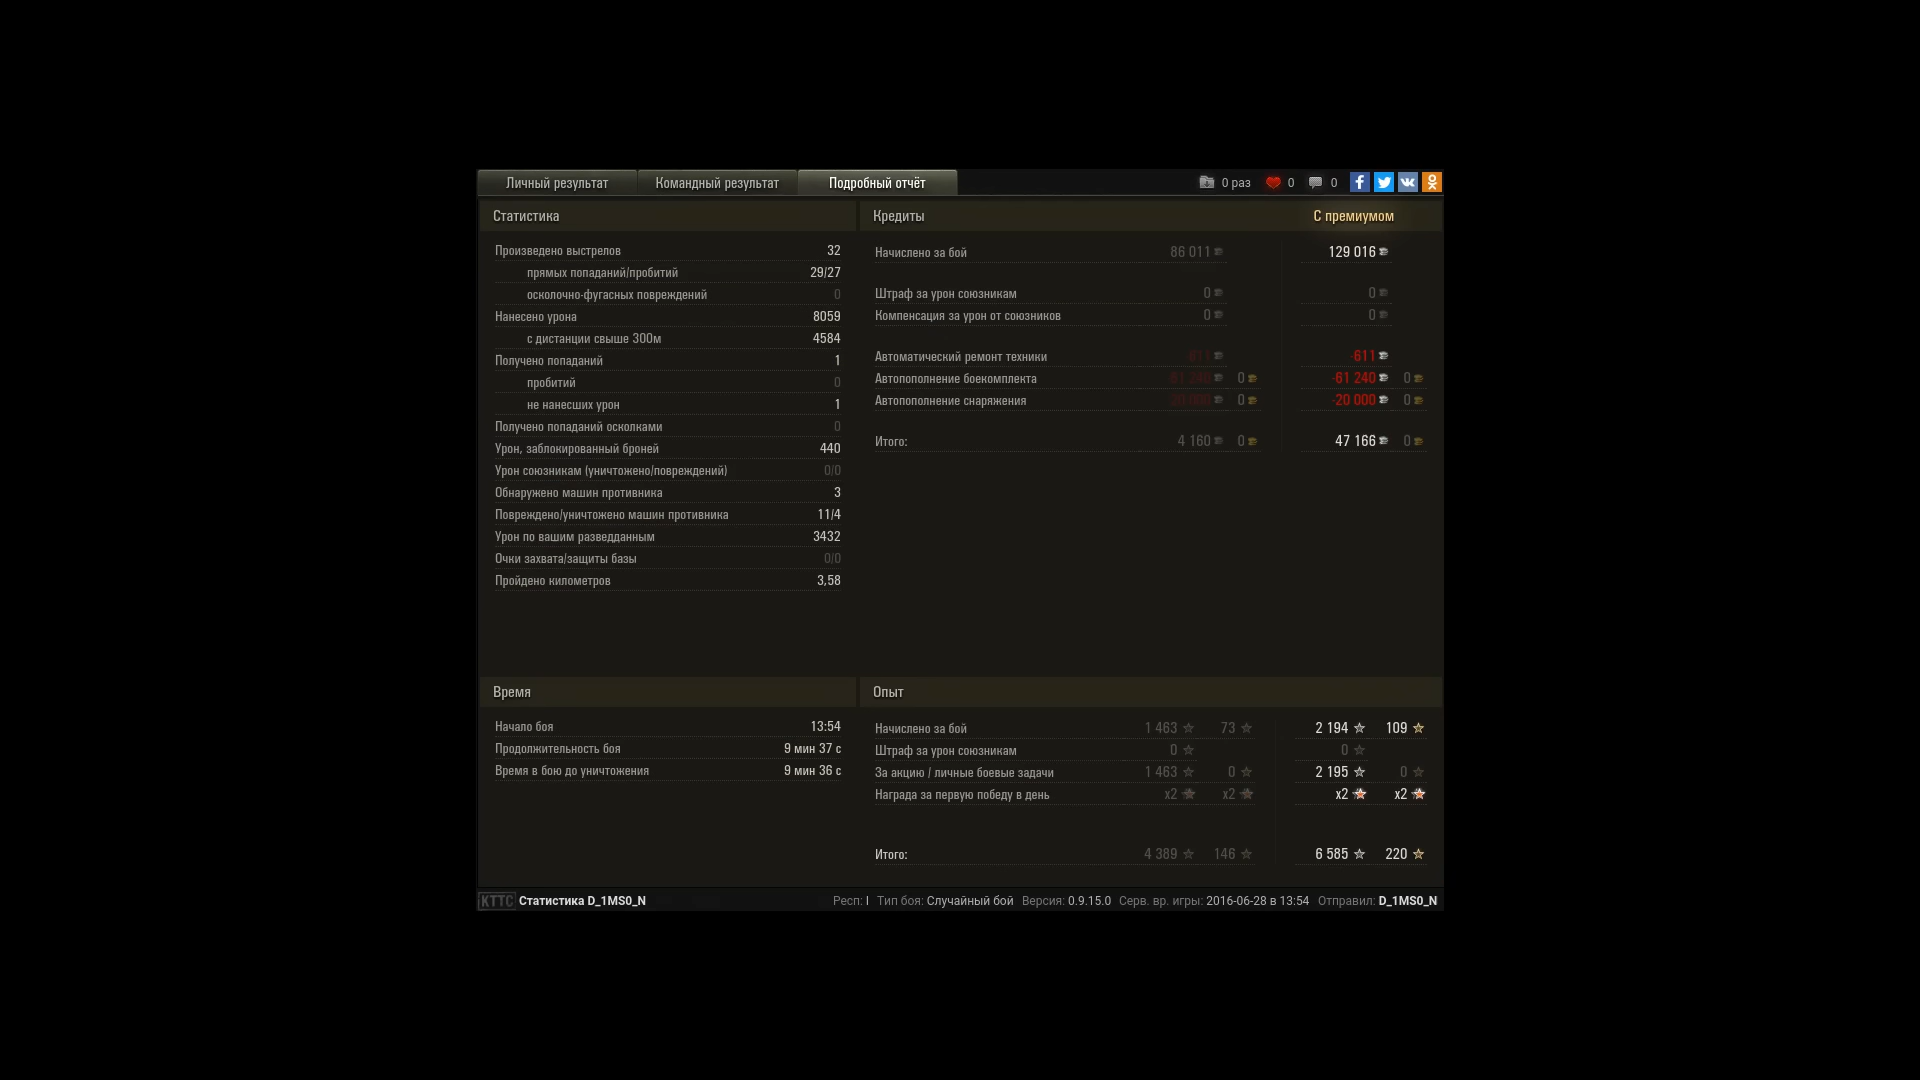 Личный результат Командный результат Подробный отчёт 0 раз 0 0
Статистика
Произведено выстрелов 32
прямых попаданий/пробитий 29/27
осколочно-фугасных повреждений 0
Нанесено урона 8059
с дистанции свыше 300м 4584
Получено попаданий 1
пробитий 0
не нанесших урон 1
Получено попаданий осколками 0
Урон, заблокированный броней 440
Урон союзникам (уничтожено/повреждений) 0/0
Обнаружено машин противника 3
Повреждено/уничтожено машин противника 11/4
Урон по вашим разведданным 3432
Очки захвата/защиты базы 0/0
Пройдено километров 3,58
Кредиты С премиумом
Начислено за бой 86 011 129 016
Штраф за урон союзникам 0 0
Компенсация за урон от союзников 0 0
Автоматический ремонт техники -611
Автопополнение боекомплекта 0 -61 240 0
Автопополнение снаряжения 0 -20 000 0
Итого: 4 160 0 47 166 0
Время
Начало боя 13:54
Продолжительность боя 9 мин 37 с
Время в бою до уничтожения 9 мин 36 с
Опыт
Начислено за бой 1 463 73 2 194 109
Штраф за урон союзникам 0 0
За акцию / личные боевые задачи 1 463 0 2 195 0
Награда за первую победу в день x2 x2 x2 x2
Итого: 4 389 146 6 585 220
КТТС Статистика D_1MS0_N Респ: I Тип боя: Случайный бой Версия: 0.9.15.0 Серв. вр. игры: 2016-06-28 в 13:54 Отправил: D_1MS0_N